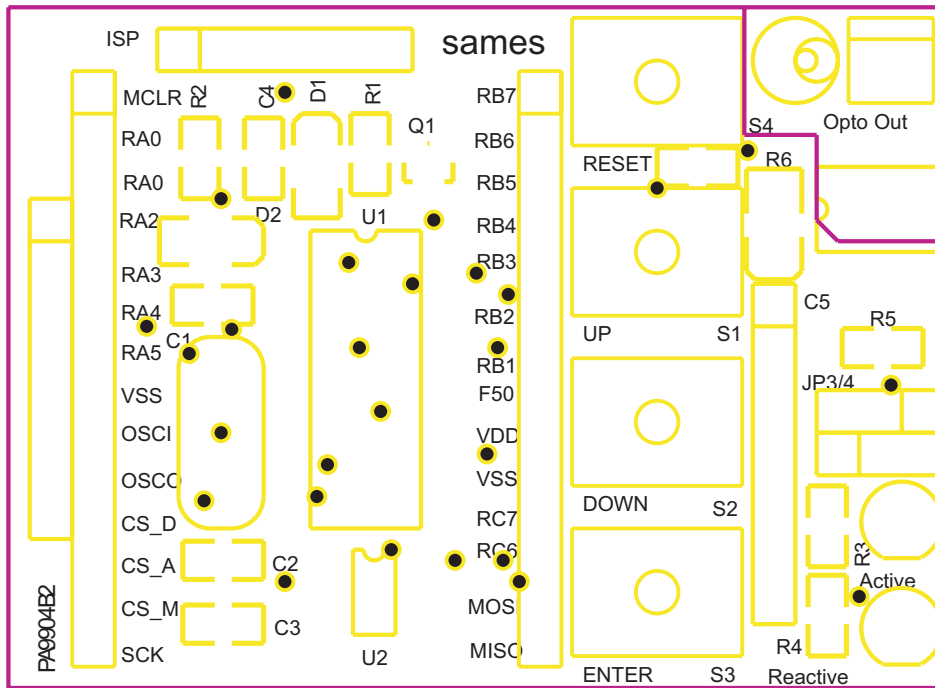 ISP
sames
MCLR
R2
C4
D1
R1
RB7
Opto Out
S4
RA0
Q1
RB6
RESET
R6
RA0
RB5
RA2
D2
U1
RB4
RA3
RB3
RA4
RB2
UP
S1
C5
R5
C1
RA5
RB1
JP3/4
VSS
F50
OSCI
VDD
OSCO
VSS
DOWN
S2
CS_D
RC7
CS_A
C2
RC6
R3
Active
CS_M
C3
MOS
PA9904B2
SCK
U2
MISO
ENTER
S3
R4
Reactive